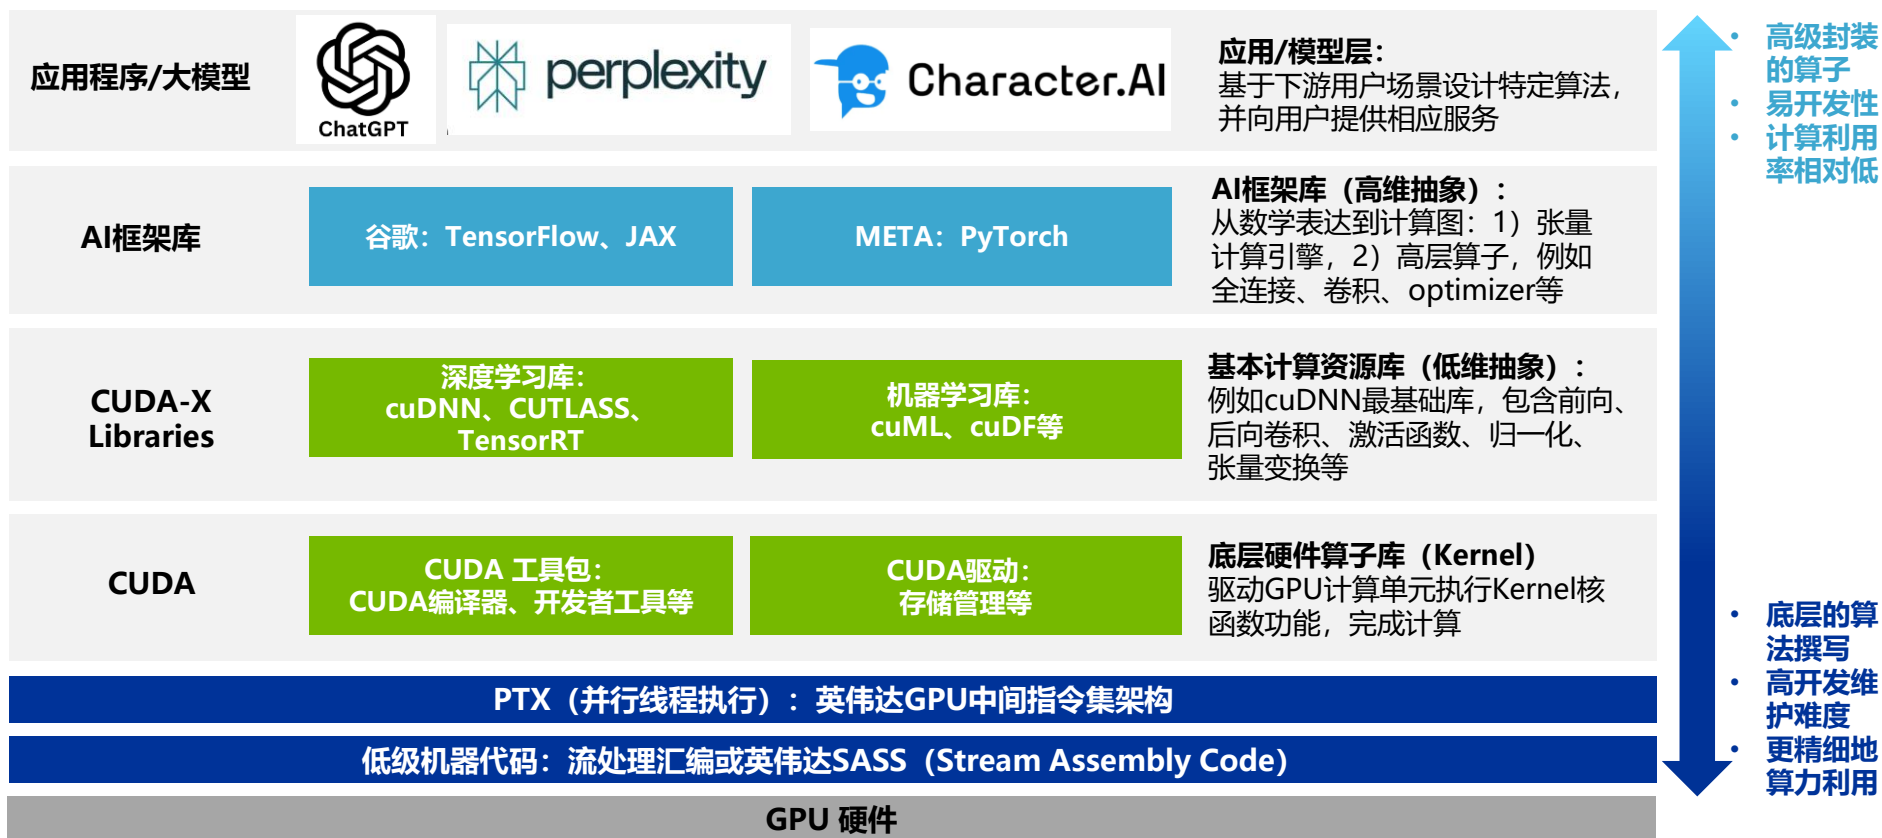 应用程序/大模型
ChatGPT
perplexity
Character.AI
应用/模型层：
基于下游用户场景设计特定算法，
并向用户提供相应服务
AI框架库
谷歌：TensorFlow、JAX
META：PyTorch
AI框架库（高维抽象）：
从数学表达到计算图：1）张量
计算引擎，2）高层算子，例如
全连接、卷积、optimizer等
CUDA-X
Libraries
深度学习库：
cuDNN、CUTLASS、
TensorRT
机器学习库：
cuML、cuDF等
基本计算资源库（低维抽象）：
例如cuDNN最基础库，包含前向、
后向卷积、激活函数、归一化、
张量变换等
CUDA
CUDA 工具包：
CUDA编译器、开发者工具等
CUDA驱动：
存储管理等
底层硬件算子库（Kernel）
驱动GPU计算单元执行Kernel核
函数功能，完成计算
PTX（并行线程执行）：英伟达GPU中间指令集架构
低级机器代码：流处理汇编或英伟达SASS（Stream Assembly Code）
GPU 硬件
• 高级封装
的算子
• 易开发性
• 计算利用
率相对低
• 底层的算
法撰写
• 高开发维
护难度
• 更精细地
算力利用